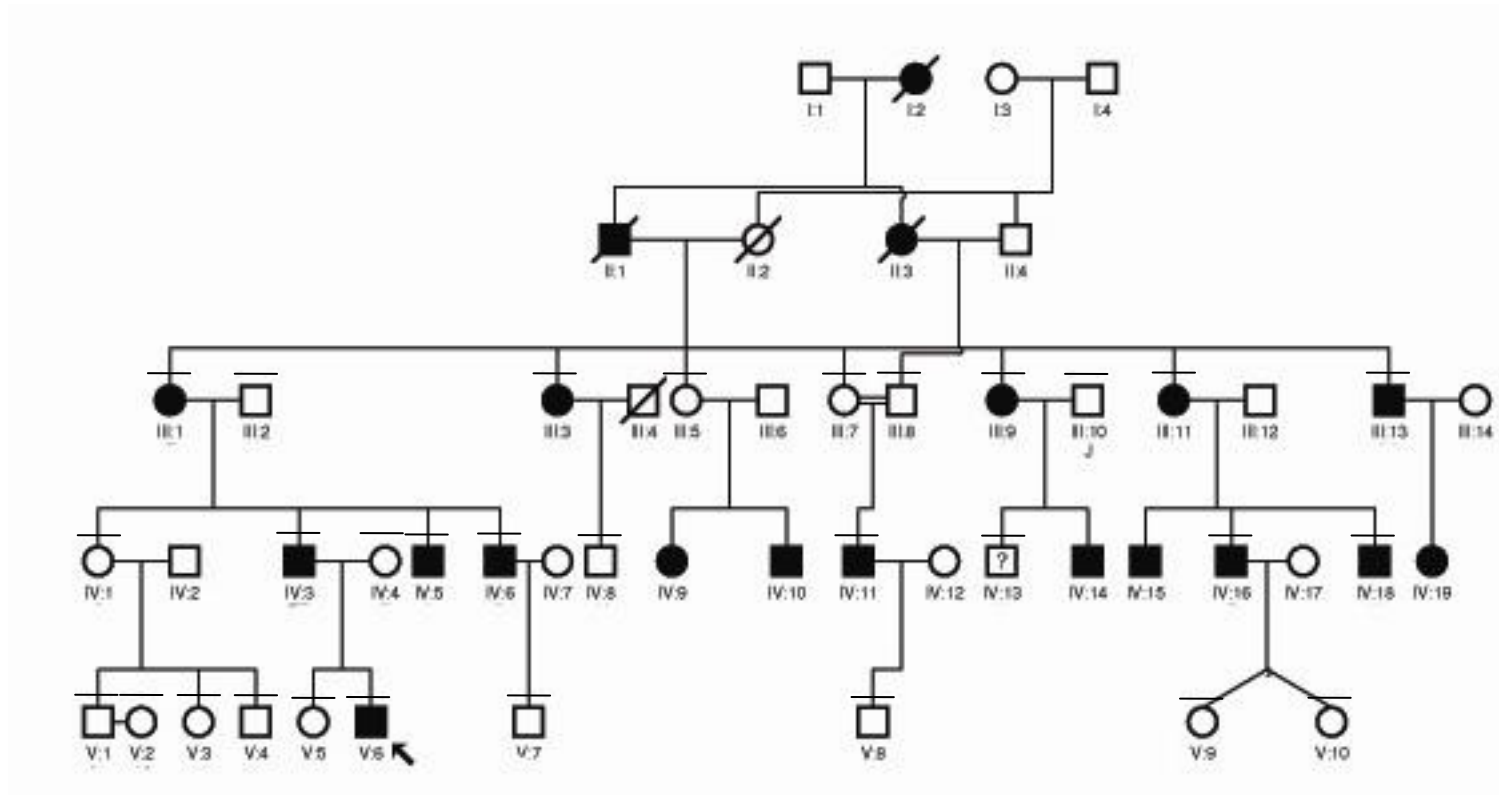 I:1 I:2 I:3 I:4
II:1 II:2 II:3 II:4
III:1 III:2 III:3 III:4 III:5 III:6 III:7 III:8 III:9 III:10 III:11 III:12 III:13 III:14
?
IV:1 IV:2 IV:3 IV:4 IV:5 IV:6 IV:7 IV:8 IV:9 IV:10 IV:11 IV:12 IV:13 IV:14 IV:15 IV:16 IV:17 IV:18 IV:19
V:1 V:2 V:3 V:4 V:5 V:6 V:7 V:8 V:9 V:10